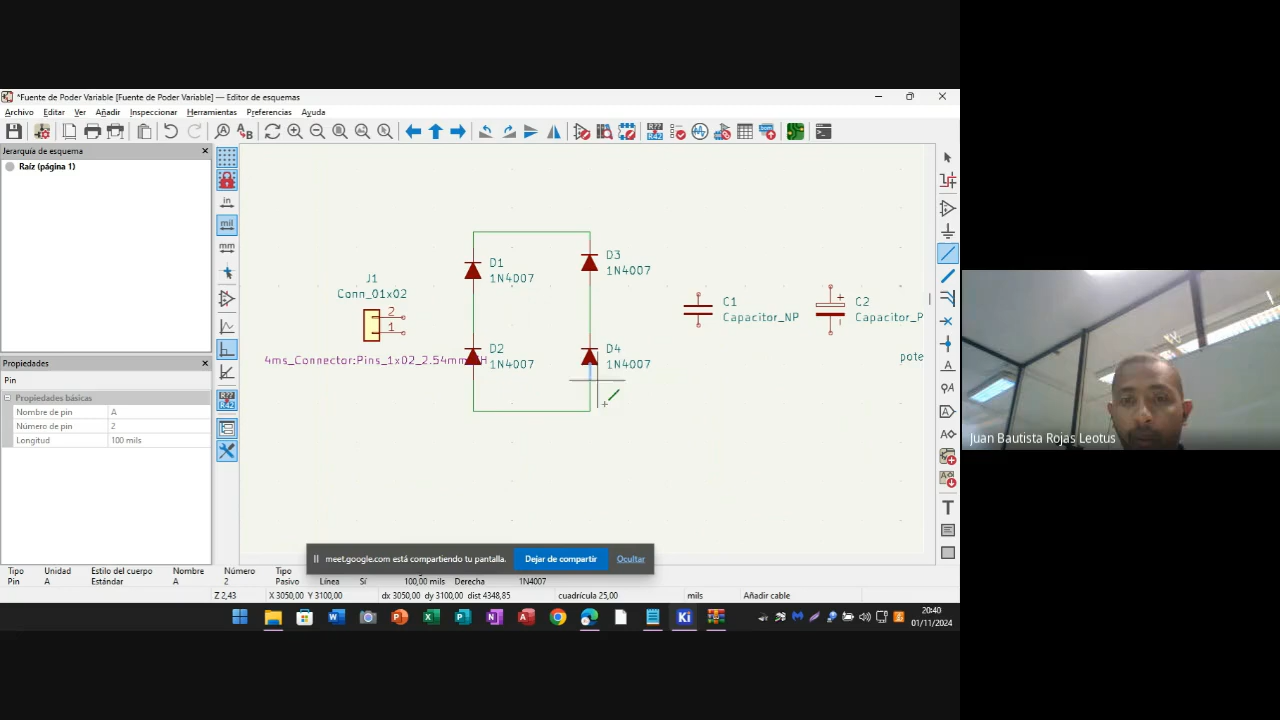 *Fuente de Poder Variable [Fuente de Poder Variable] — Editor de esquemas
Archivo Editar Ver Añadir Inspeccionar Herramientas Preferencias Ayuda
Jerarquía de esquema
Raíz (página 1)
in
mil
mm
D1
1N4007
D3
1N4007
J1
Conn_01x02
2
1
4ms_Connector:Pins_1x02_2.54mm
H
D2
1N4007
D4
1N4007
C1
Capacitor_NP
C2
Capacitor_P
pote
Propiedades
Pin
Propiedades básicas
Nombre de pin A
Número de pin 2
Longitud 100 mils
Juan Bautista Rojas Leotus
meet.google.com está compartiendo tu pantalla. Dejar de compartir Ocultar
Tipo Unidad Estilo del cuerpo Nombre Número Tipo
Pin A Estándar A 2 Pasivo Línea Sí 100,00 mils Derecha 1N4007
Z 2,43 X 3050,00 Y 3100,00 dx 3050,00 dy 3100,00 dist 4348,85 cuadrícula 25,00 mils Añadir cable
20:40
01/11/2024